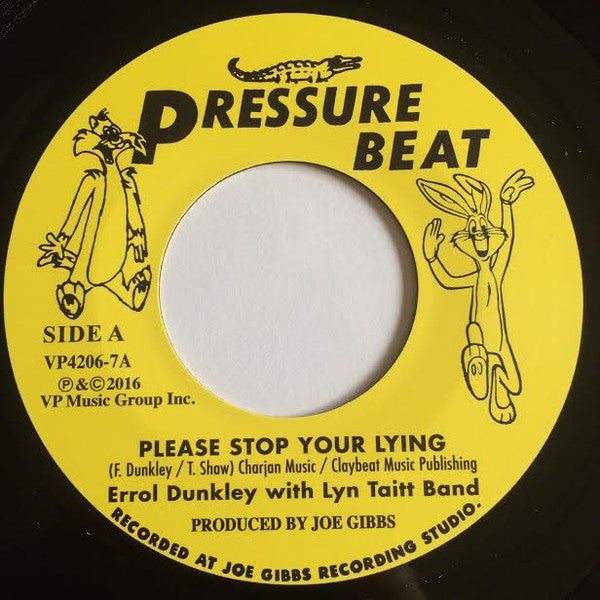 PRESSURE
BEAT
SIDE A
VP4206-7A
Ⓟ&©2016
VP Music Group Inc.
PLEASE STOP YOUR LYING
(F. Dunkley / T. Shaw) Charjan Music / Claybeat Music Publishing
Errol Dunkley with Lyn Taitt Band
PRODUCED BY JOE GIBBS
RECORDED AT JOE GIBBS RECORDING STUDIO.